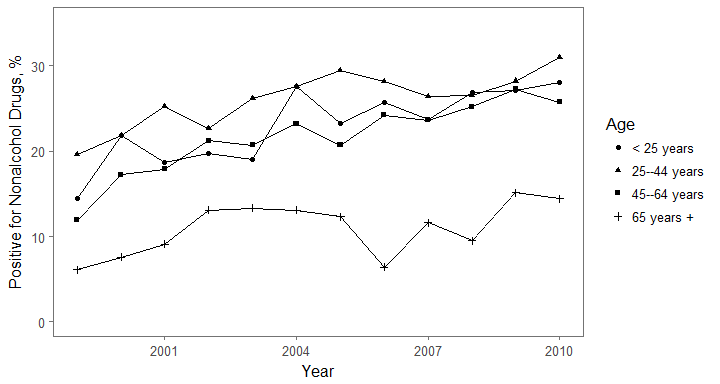 Positive for Nonalcohol Drugs, %
30
20
10
0
2001 2004 2007 2010
Year
Age
< 25 years
25--44 years
45--64 years
65 years +